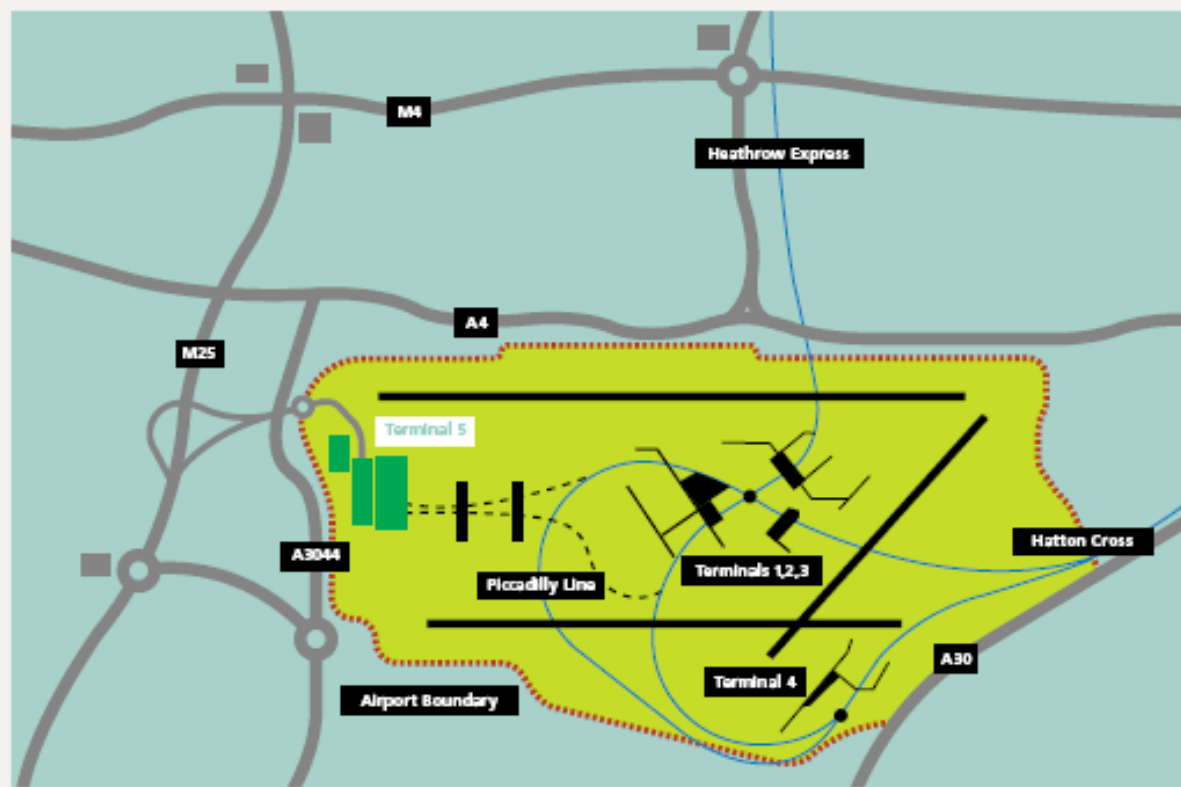 M4
Heathrow Express
A4
M25
Terminal 5
Hatton Cross
A3044
Terminals 1,2,3
Piccadilly Line
A30
Terminal 4
Airport Boundary